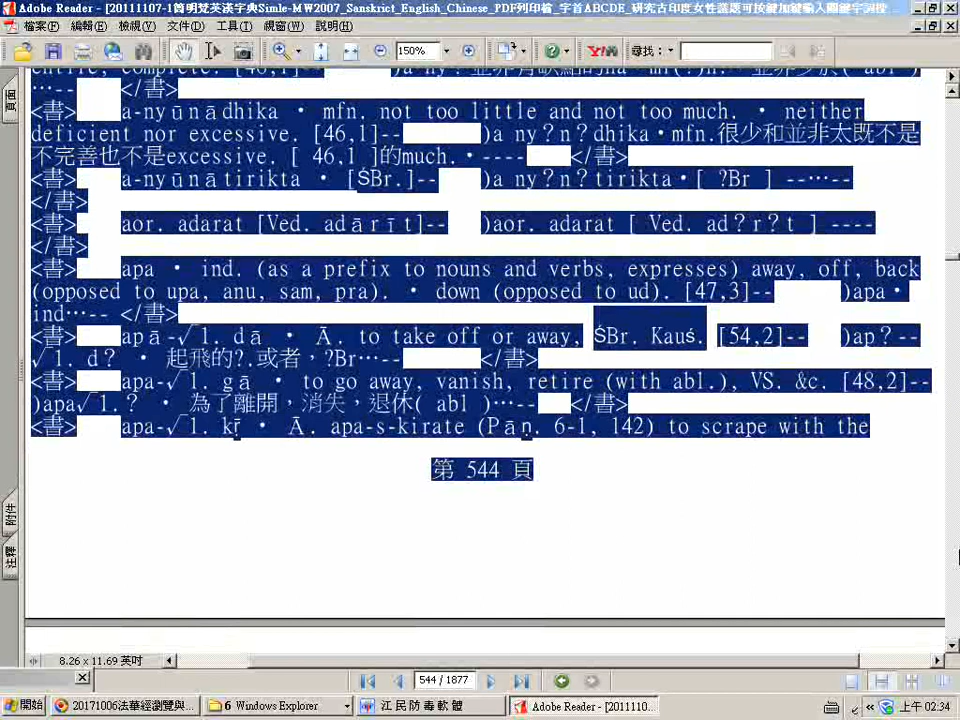 Adobe Reader - [20111107-1簡明梵英漢字典Simle-MW2007_Sanskrict_English_Chinese_PDF列印檔_字首ABCDE_研究古印度女性議題可按鍵鍵輸入關鍵字詞搜
檔案(F) 編輯(E) 檢視(V) 文件(D) 工具(T) 視窗(W) 說明(H)
150% Y! 尋找：
頁面
entire, complete. [46,1]--
…-- </書>
<書> a-nyūnādhika · mfn. not too little and not too much. · neither
deficient nor excessive. [46,1]-- )a ny?n?dhika·mfn.很少和並非太既不是
不完善也不是excessive. [ 46,1 ]的much.·---- </書>
<書> a-nyūnātirikta · [ŚBr.]-- )a ny?n?tirikta·[ ?Br ] --…--
</書>
aor. adarat [Ved. adārīt]-- )aor. adarat [ Ved. ad?r?t ] ----
</書>
<書> apa · ind. (as a prefix to nouns and verbs, expresses) away, off, back
(opposed to upa, anu, sam, pra). · down (opposed to ud). [47,3]-- )apa·
ind…-- </書>
<書> apā-√1. dā · Ā. to take off or away, ŚBr. Kauś. [54,2]-- )ap?--
√1. d? · 起飛的?.或者，?Br…-- </書>
<書> apa-√1. gā · to go away, vanish, retire (with abl.), VS. &c. [48,2]--
)apa√1.? · 為了離開，消失，退休( abl )…-- </書>
<書> apa-√1. kṝ · Ā. apa-s-kirate (Pāṇ. 6-1, 142) to scrape with the
第 544 頁
附件
注釋
8.26 x 11.69 英吋
544 / 1877
開始 20171006法華經瀏覽與... 6 Windows Explorer 江民防毒軟體 Adobe Reader - [2011110... 上午 02:34